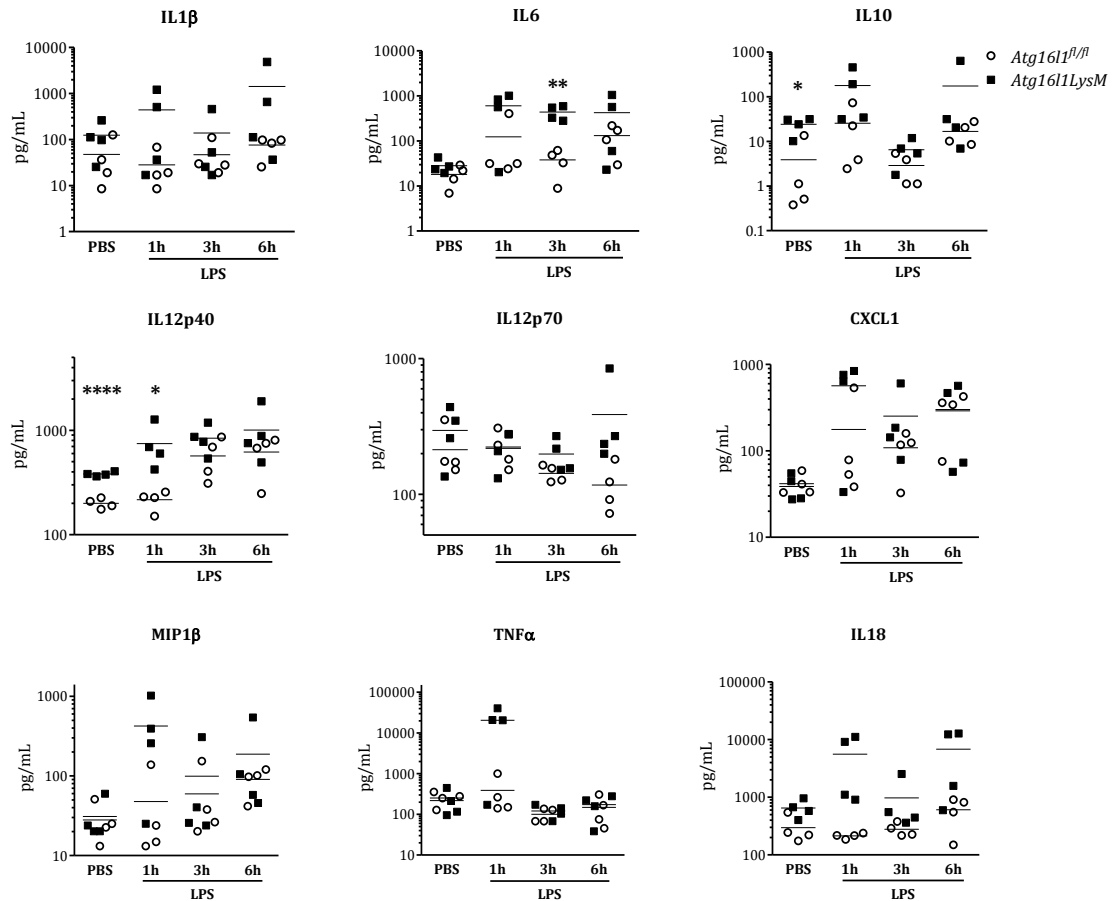 IL1β
IL6
IL10
Atg16l1fl/fl
Atg16l1LysM
pg/mL
10000
1000
100
10
1
PBS
1h
3h
6h
LPS
pg/mL
10000
1000
100
10
1
**
PBS
1h
3h
6h
LPS
pg/mL
1000
100
10
1
0.1
*
PBS
1h
3h
6h
LPS
IL12p40
IL12p70
CXCL1
pg/mL
1000
100
****
*
PBS
1h
3h
6h
LPS
pg/mL
1000
100
PBS
1h
3h
6h
LPS
pg/mL
1000
100
10
PBS
1h
3h
6h
LPS
MIP1β
TNFα
IL18
pg/mL
1000
100
10
PBS
1h
3h
6h
LPS
pg/mL
100000
10000
1000
100
10
PBS
1h
3h
6h
LPS
pg/mL
100000
10000
1000
100
PBS
1h
3h
6h
LPS